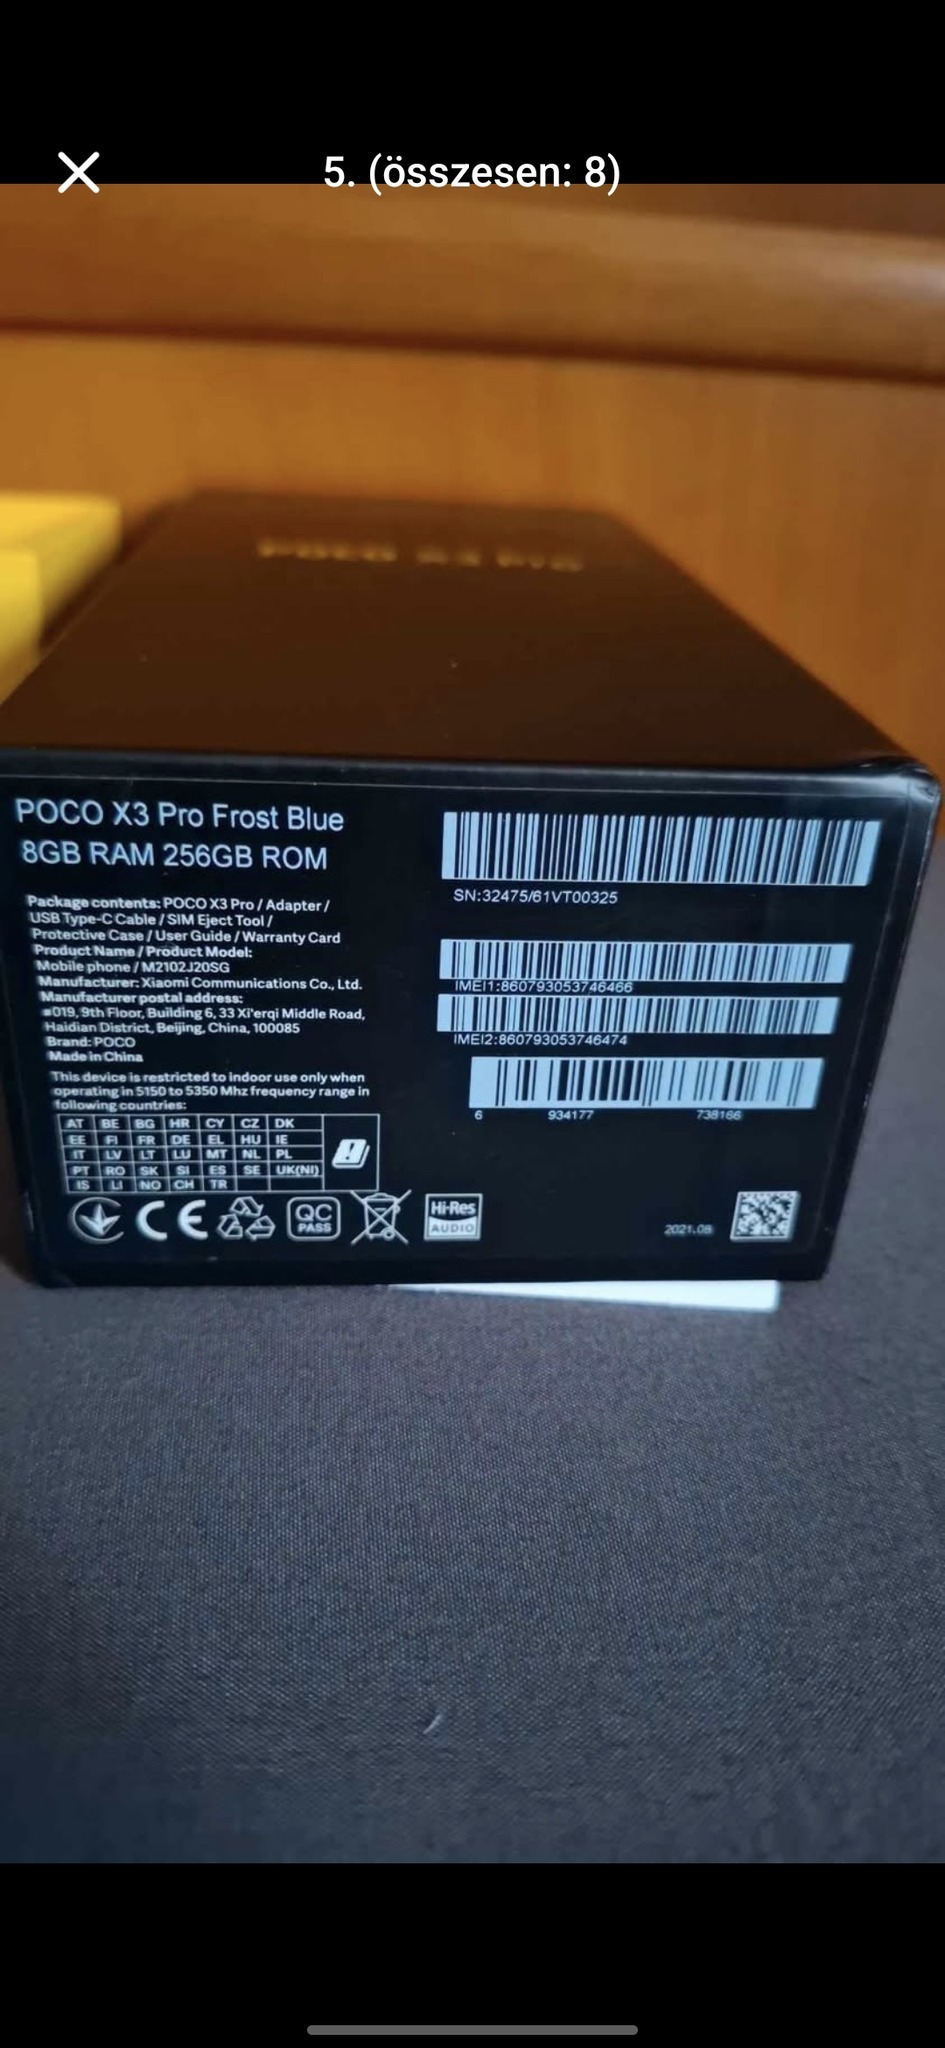 5. (összesen: 8)
POCO X3 Pro
POCO X3 Pro Frost Blue
8GB RAM 256GB ROM
Package contents: POCO X3 Pro / Adapter /
USB Type-C Cable / SIM Eject Tool /
Protective Case / User Guide / Warranty Card
Product Name / Product Model:
Mobile phone / M2102J20SG
Manufacturer: Xiaomi Communications Co., Ltd.
Manufacturer postal address:
#019, 9th Floor, Building 6, 33 Xi'erqi Middle Road,
Haidian District, Beijing, China, 100085
Brand: POCO
Made in China
This device is restricted to indoor use only when
operating in 5150 to 5350 Mhz frequency range in
following countries:
AT BE BG HR CY CZ DK
EE FI FR DE EL HU IE
IT LV LT LU MT NL PL
PT RO SK SI ES SE UK(NI)
IS LI NO CH TR
CE
QC
PASS
Hi-Res
AUDIO
SN:32475/61VT00325
IMEI1:860793053746466
IMEI2:860793053746474
6 934177 738166
2021.08